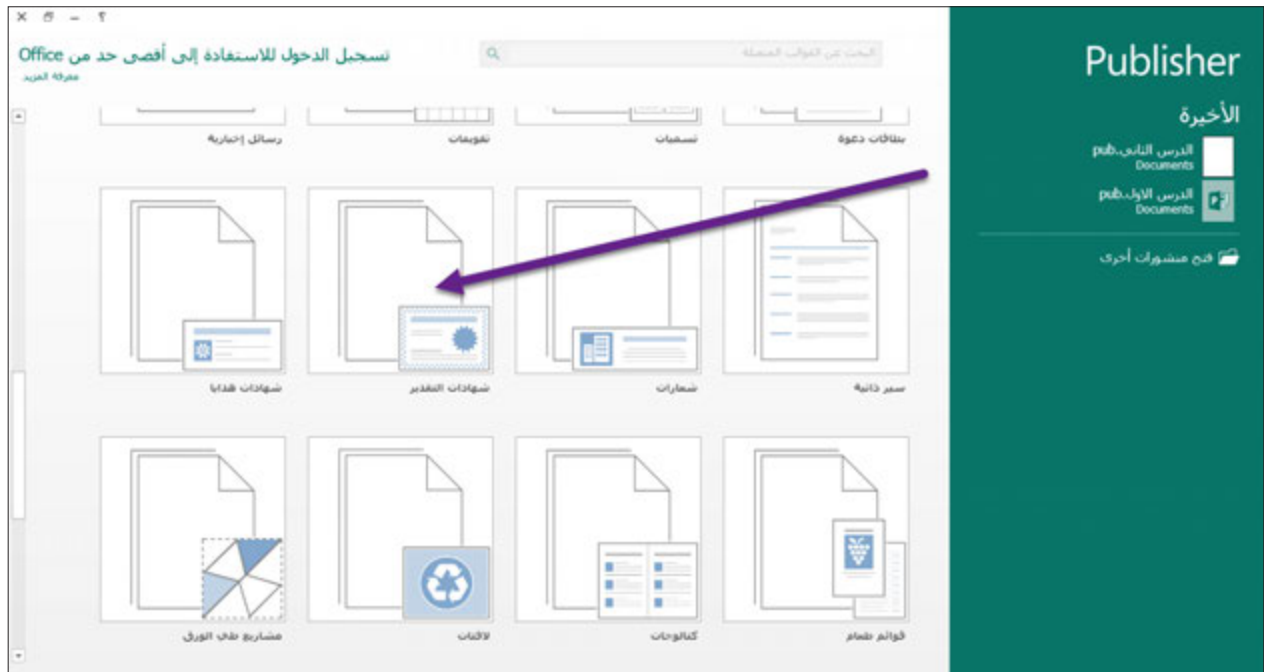 Publisher
الأخيرة
الدرس الثاني.pub
Documents
الدرس الاول.pub
Documents
فتح منشورات أخرى
البحث عن القوالب المتصلة
تسجيل الدخول للاستفادة إلى أقصى حد من Office
معرفة المزيد
بطاقات دعوة
تسميات
تقويمات
رسائل إخبارية
سير ذاتية
شعارات
شهادات التقدير
شهادات هدايا
قوائم طعام
كتالوجات
لافتات
مشاريع طي الورق